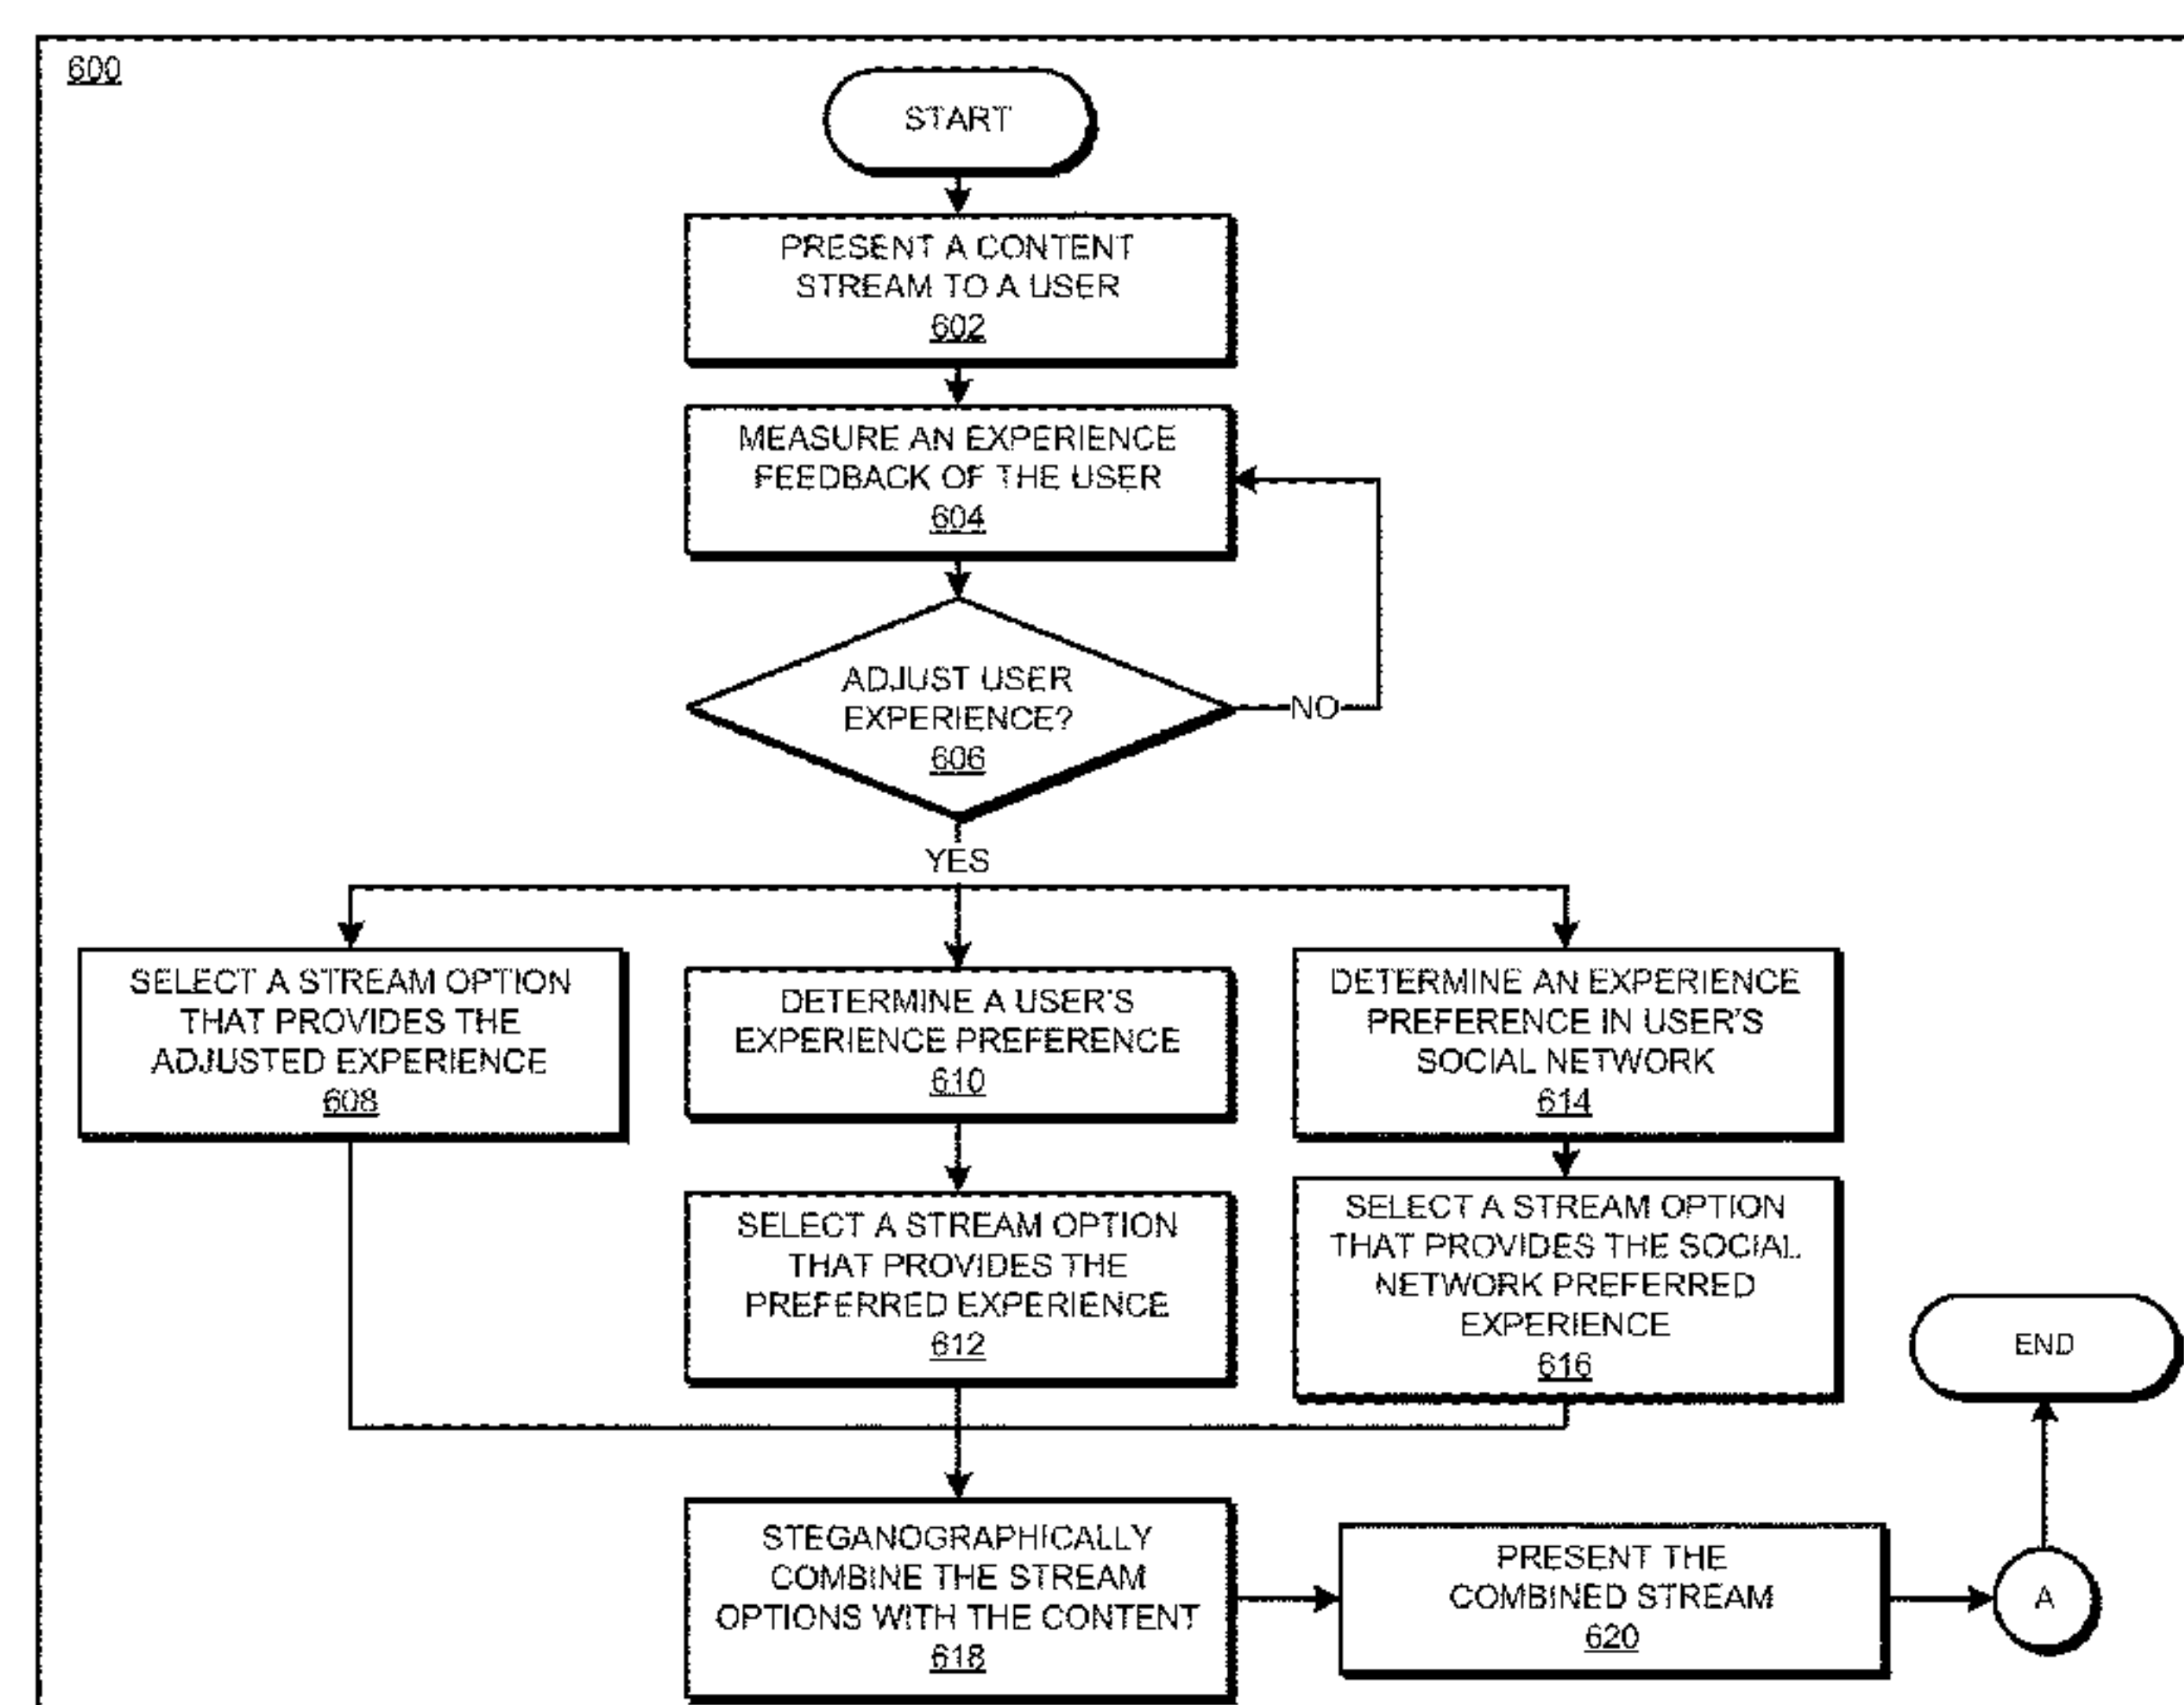 600
START
PRESENT A CONTENT
STREAM TO A USER
602
MEASURE AN EXPERIENCE
FEEDBACK OF THE USER
604
ADJUST USER
EXPERIENCE?
606
NO
YES
SELECT A STREAM OPTION
THAT PROVIDES THE
ADJUSTED EXPERIENCE
608
DETERMINE A USER'S
EXPERIENCE PREFERENCE
610
DETERMINE AN EXPERIENCE
PREFERENCE IN USER'S
SOCIAL NETWORK
614
SELECT A STREAM OPTION
THAT PROVIDES THE
PREFERRED EXPERIENCE
612
SELECT A STREAM OPTION
THAT PROVIDES THE SOCIAL
NETWORK PREFERRED
EXPERIENCE
616
END
STEGANOGRAPHICALLY
COMBINE THE STREAM
OPTIONS WITH THE CONTENT
618
PRESENT THE
COMBINED STREAM
620
A